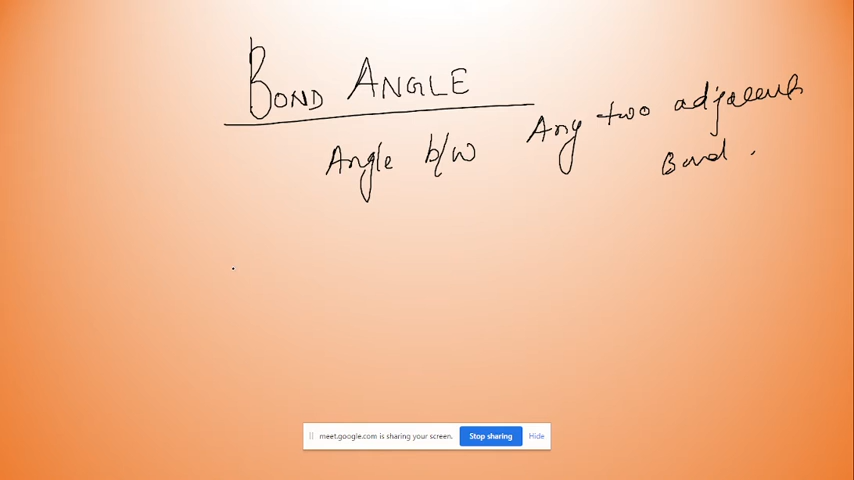 BOND ANGLE
Angle b/w Any two adjacent
Bond .
meet.google.com is sharing your screen. Stop sharing Hide